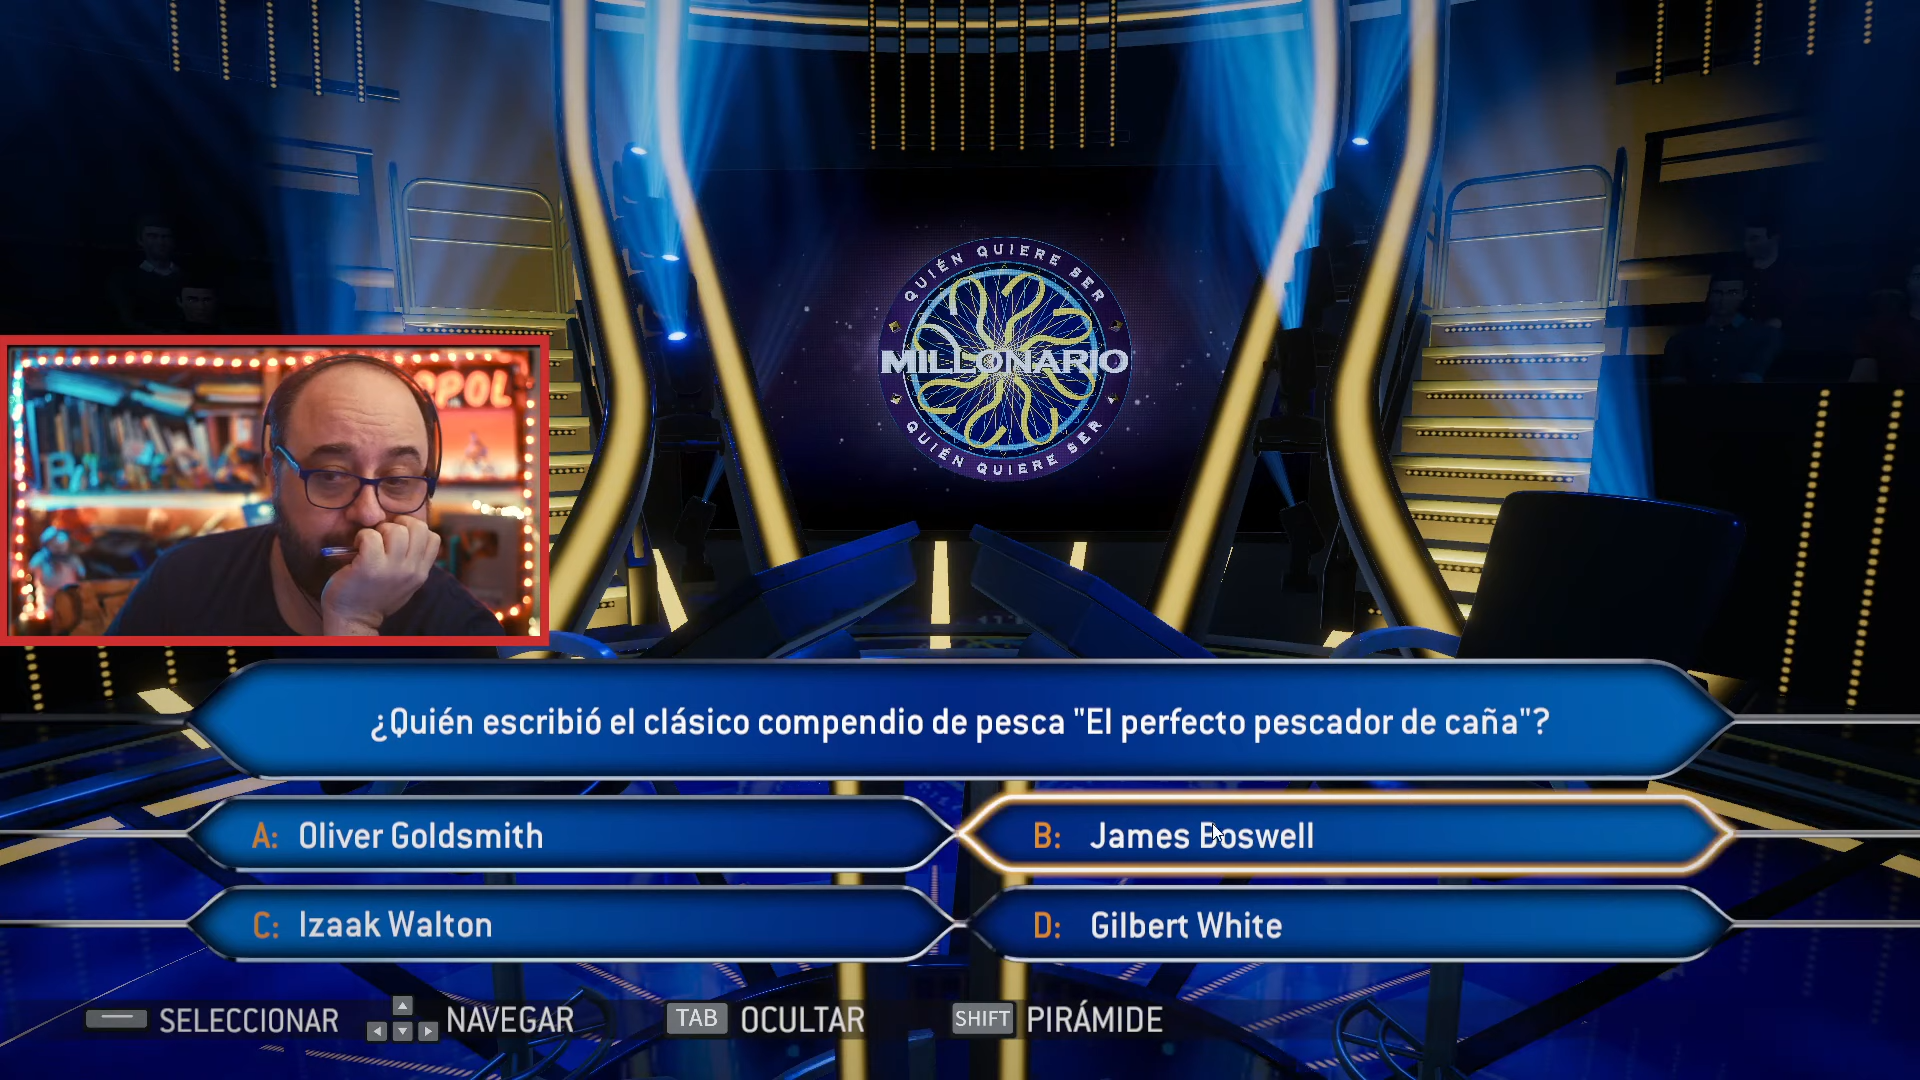 QUIÉN QUIERE SER
MILLONARIO
QUIÉN QUIERE SER
POL
¿Quién escribió el clásico compendio de pesca "El perfecto pescador de caña"?
A: Oliver Goldsmith
B: James Boswell
C: Izaak Walton
D: Gilbert White
SELECCIONAR
NAVEGAR
TAB OCULTAR
SHIFT PIRÁMIDE